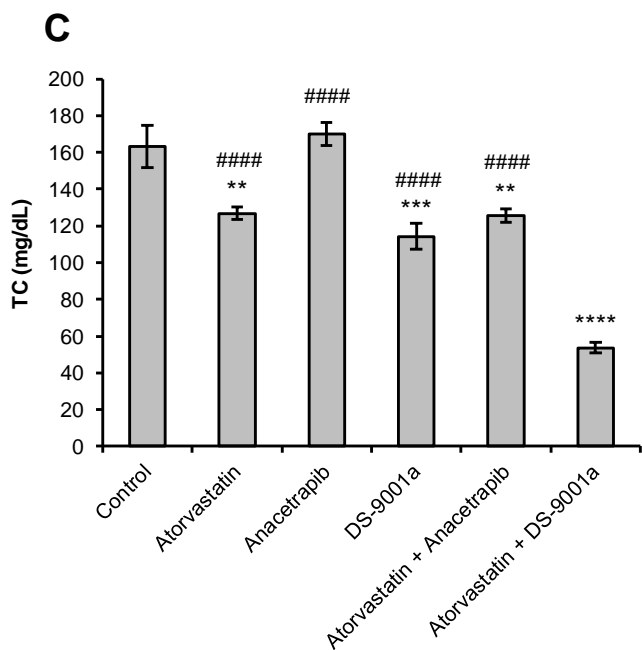 C
TC (mg/dL)
200
180
160
140
120
100
80
60
40
20
0
####
**
####
####
***
####
**
****
Control
Atorvastatin
Anacetrapib
DS-9001a
Atorvastatin + Anacetrapib
Atorvastatin + DS-9001a